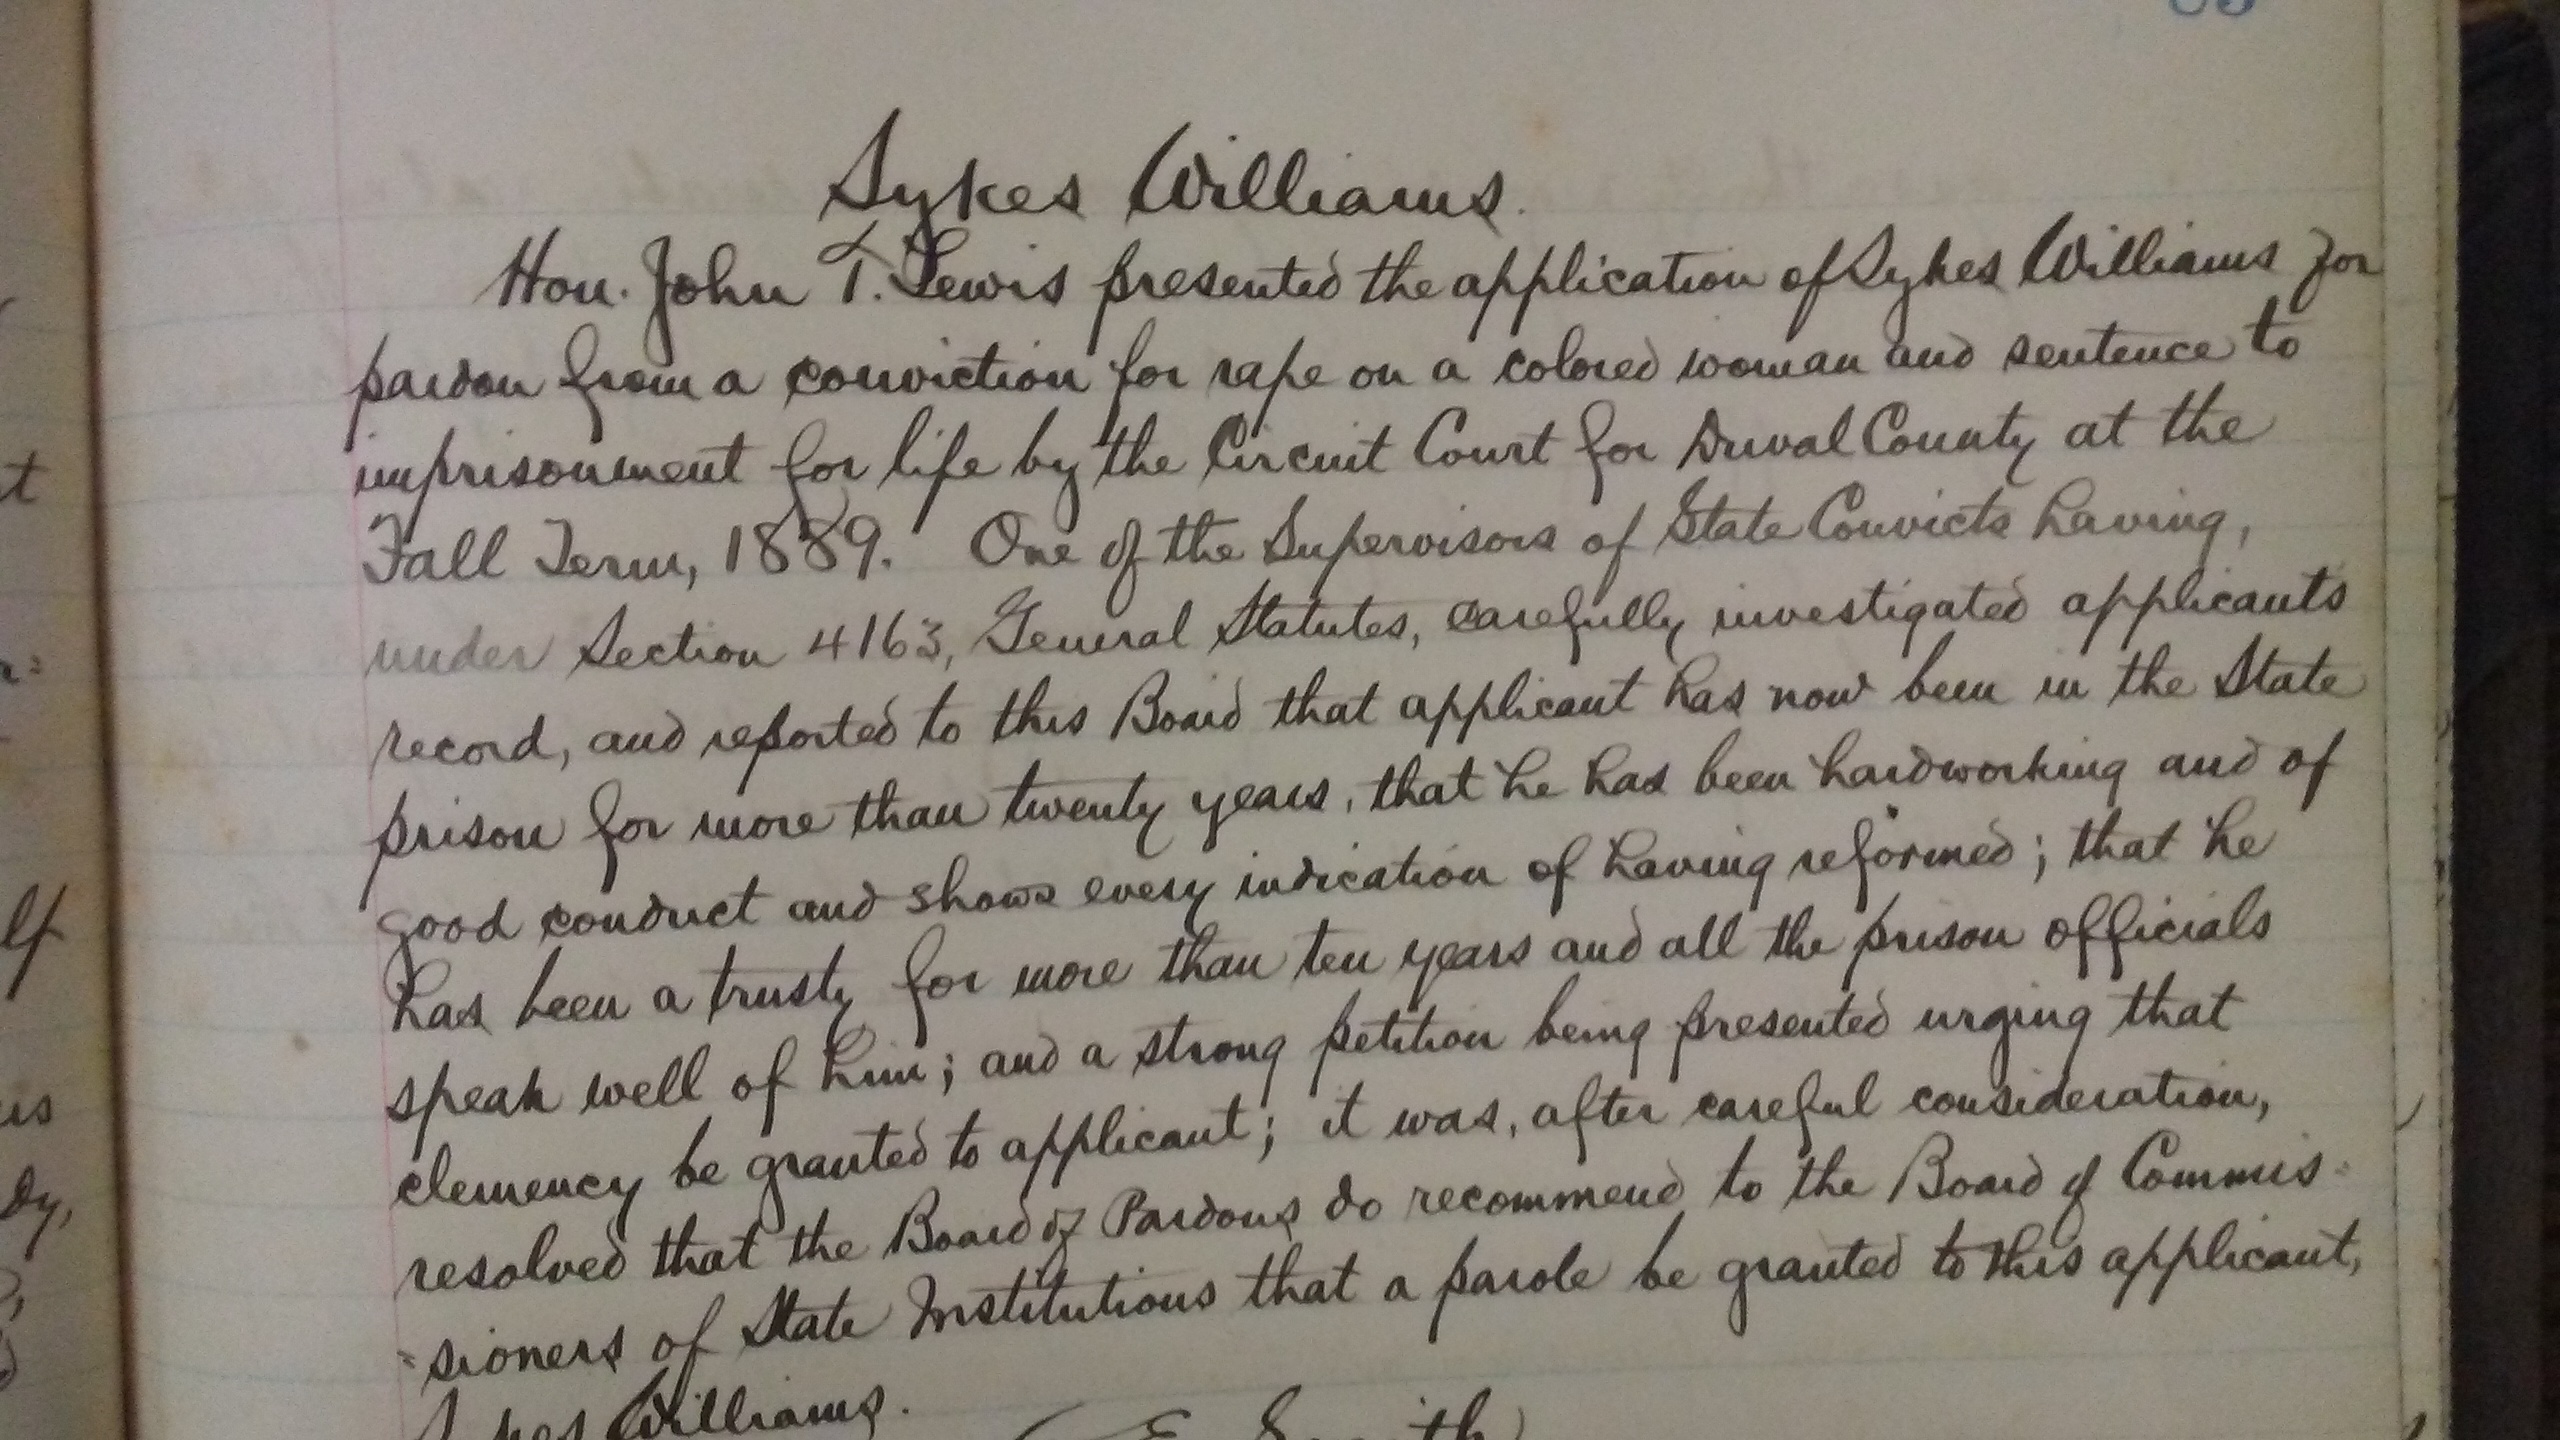 Sykes Williams.
Hon. John T. Lewis presented the application of Sykes Williams for
pardon from a conviction for rape on a colored woman and sentence to
imprisonment for life by the Circuit Court for Duval County at the
Fall Term, 1889. One of the Supervisors of State Convicts having,
under Section 4163, General Statutes, carefully investigated applicants
record, and reported to this Board that applicant has now been in the State
prison for more than twenty years, that he has been hardworking and of
good conduct and shows every indication of having reformed; that he
has been a trusty for more than ten years and all the prison officials
speak well of him; and a strong petition being presented urging that
clemency be granted to applicant; it was, after careful consideration,
resolved that the Board of Pardons do recommend to the Board of Commis-
-sioners of State Institutions that a parole be granted to this applicant,
Sykes Williams.